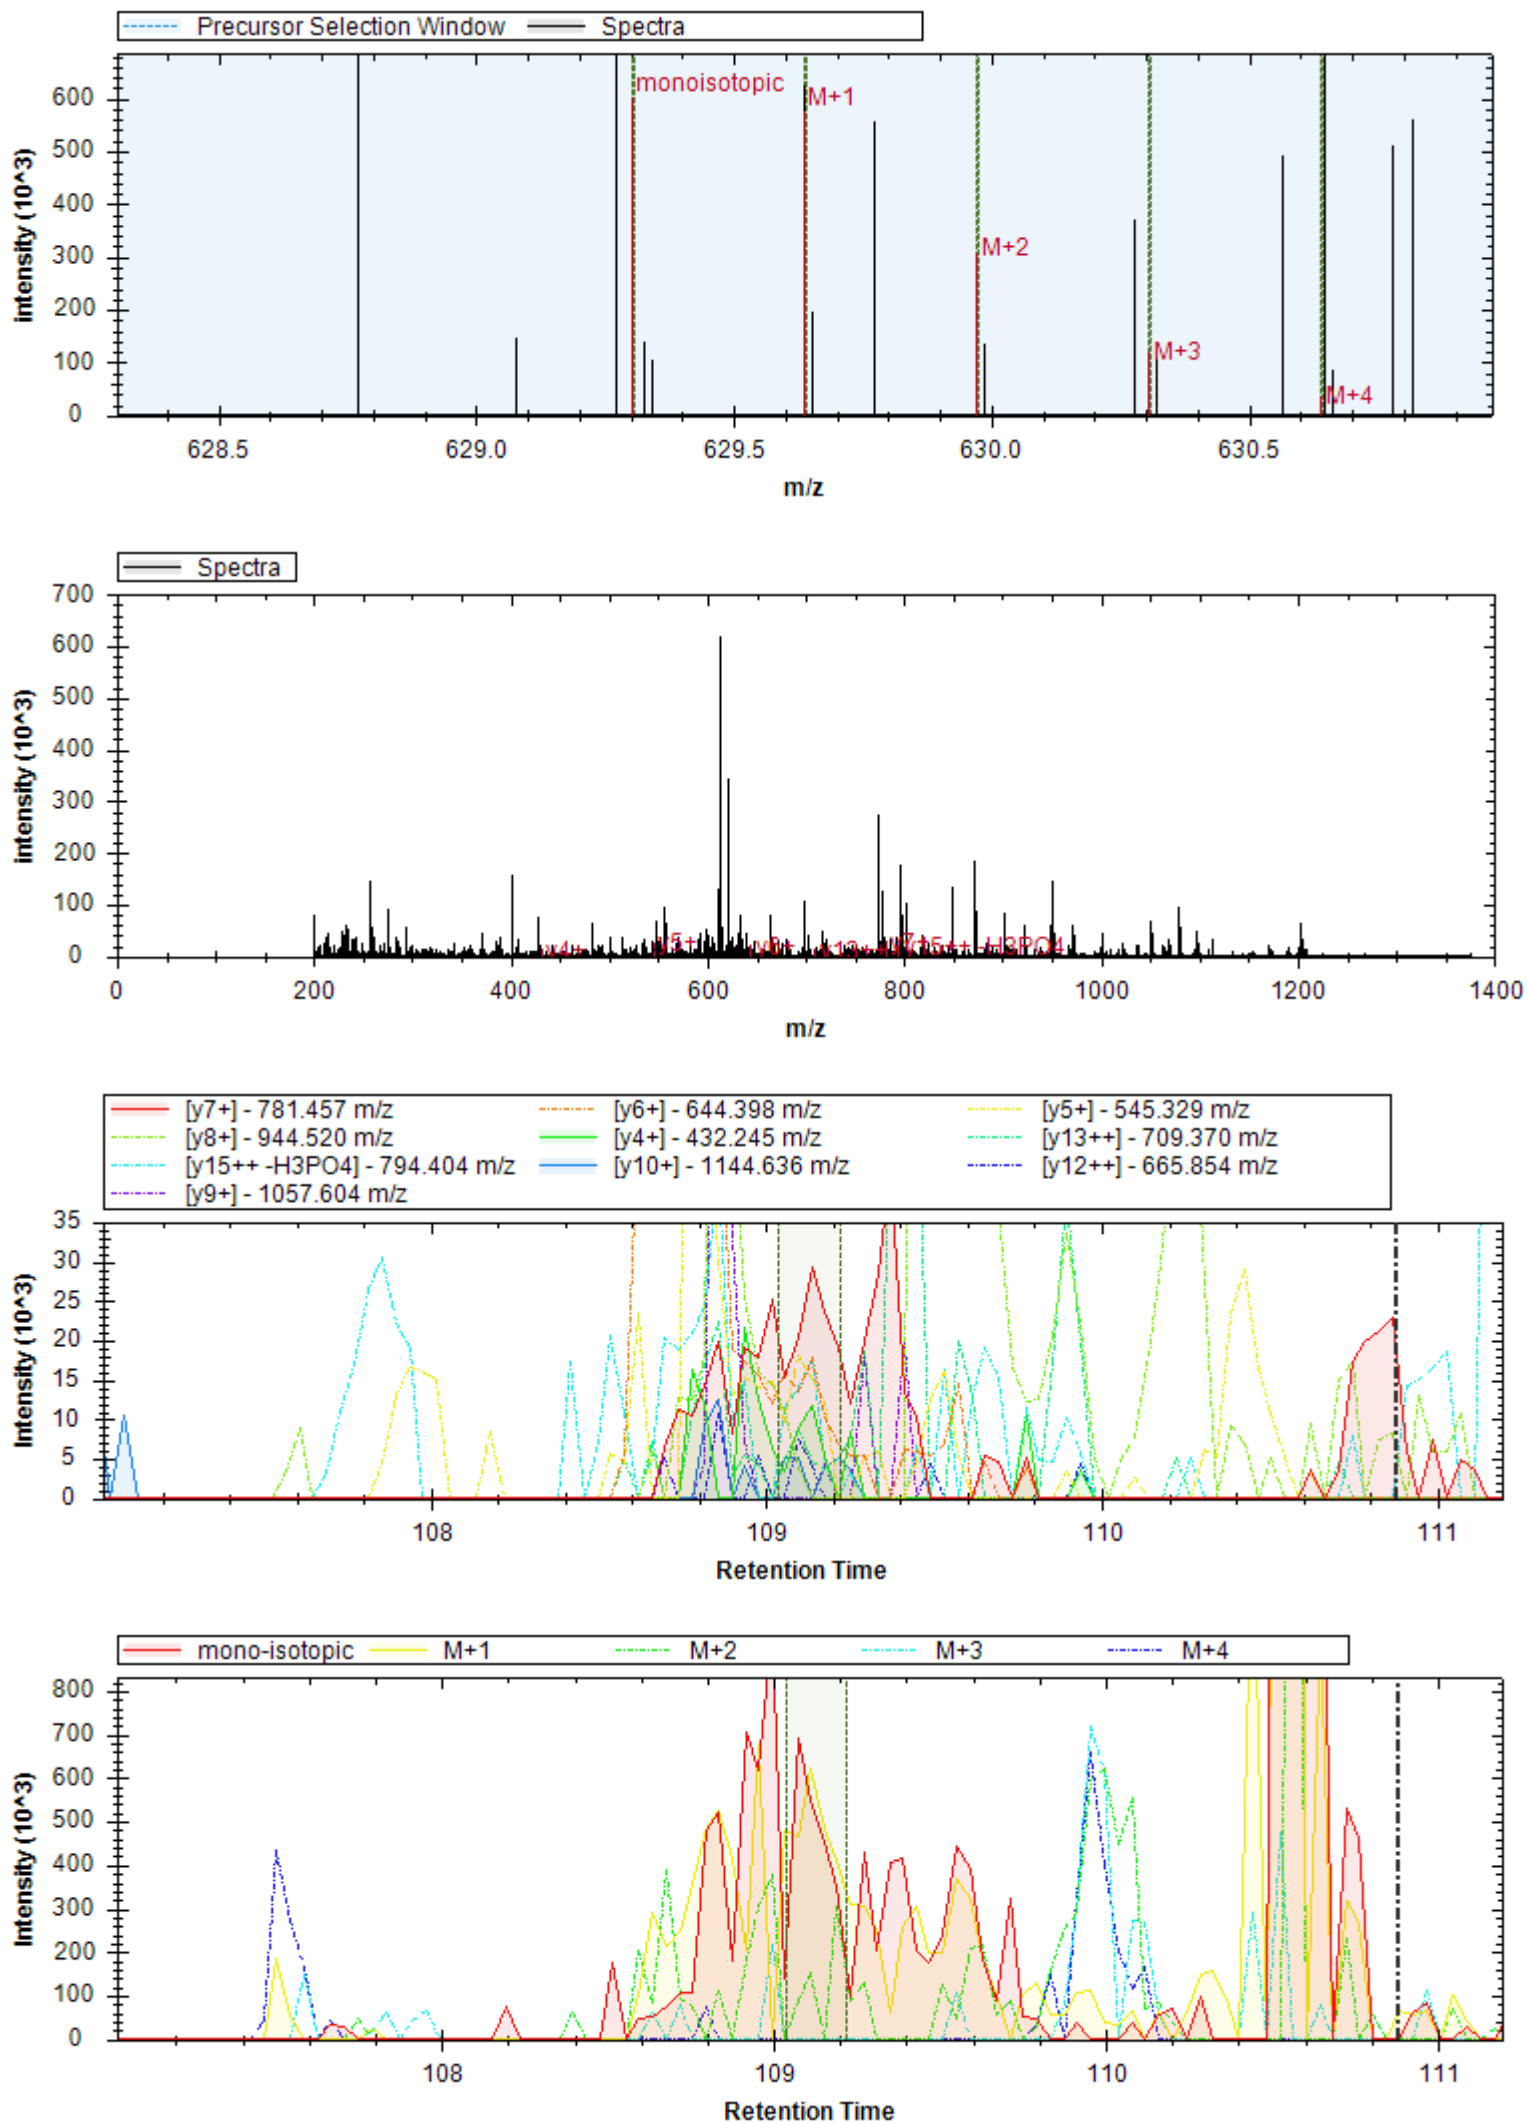 Precursor Selection Window Spectra
intensity (10^3)
600
500
400
300
200
100
0
monoisotopic
M+1
M+2
M+3
M+4
628.5 629.0 629.5 630.0 630.5
m/z
Spectra
intensity (10^3)
700
600
500
400
300
200
100
0
y4+ y5+ y6+ y7+ -H3PO4
0 200 400 600 800 1000 1200 1400
m/z
[y7+] - 781.457 m/z [y6+] - 644.398 m/z [y5+] - 545.329 m/z
[y8+] - 944.520 m/z [y4+] - 432.245 m/z [y13++] - 709.370 m/z
[y15++ -H3PO4] - 794.404 m/z [y10+] - 1144.636 m/z [y12++] - 665.854 m/z
[y9+] - 1057.604 m/z
Intensity (10^3)
35
30
25
20
15
10
5
0
108 109 110 111
Retention Time
mono-isotopic M+1 M+2 M+3 M+4
Intensity (10^3)
800
700
600
500
400
300
200
100
0
108 109 110 111
Retention Time